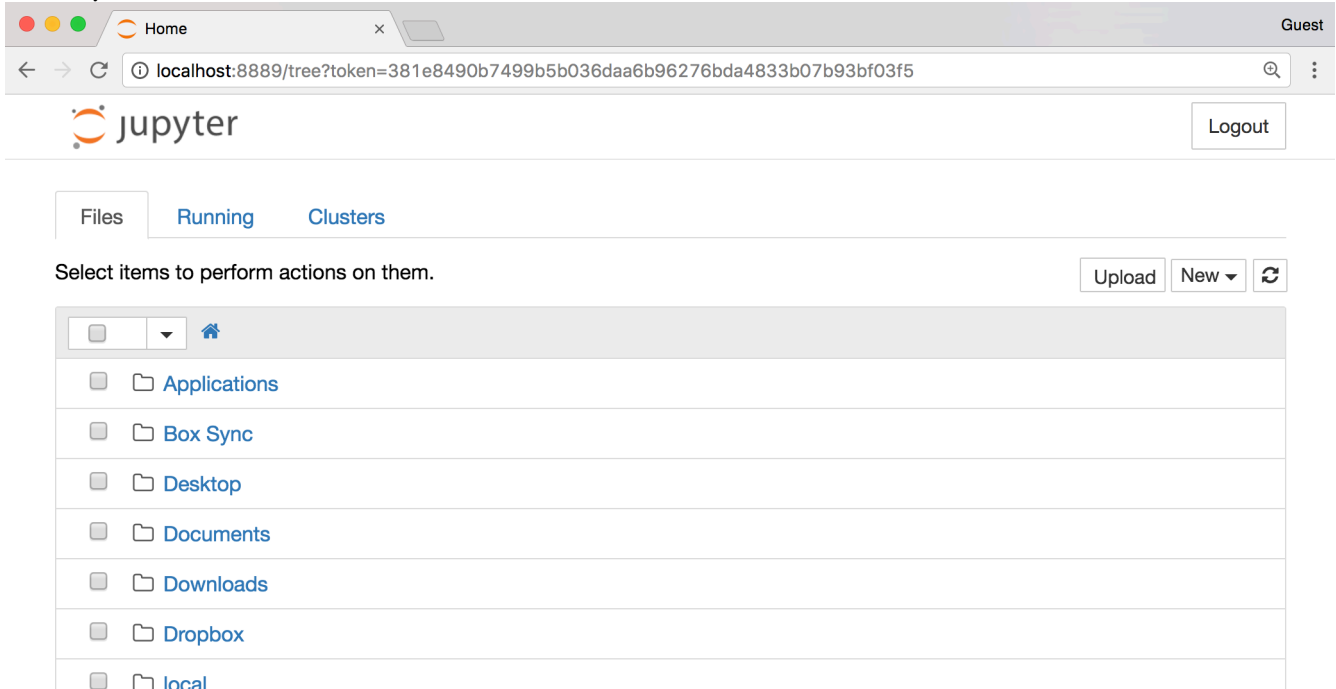 Home
Guest
localhost:8889/tree?token=381e8490b7499b5b036daa6b96276bda4833b07b93bf03f5
jupyter
Logout
Files Running Clusters
Select items to perform actions on them.
Upload New
Applications
Box Sync
Desktop
Documents
Downloads
Dropbox
local